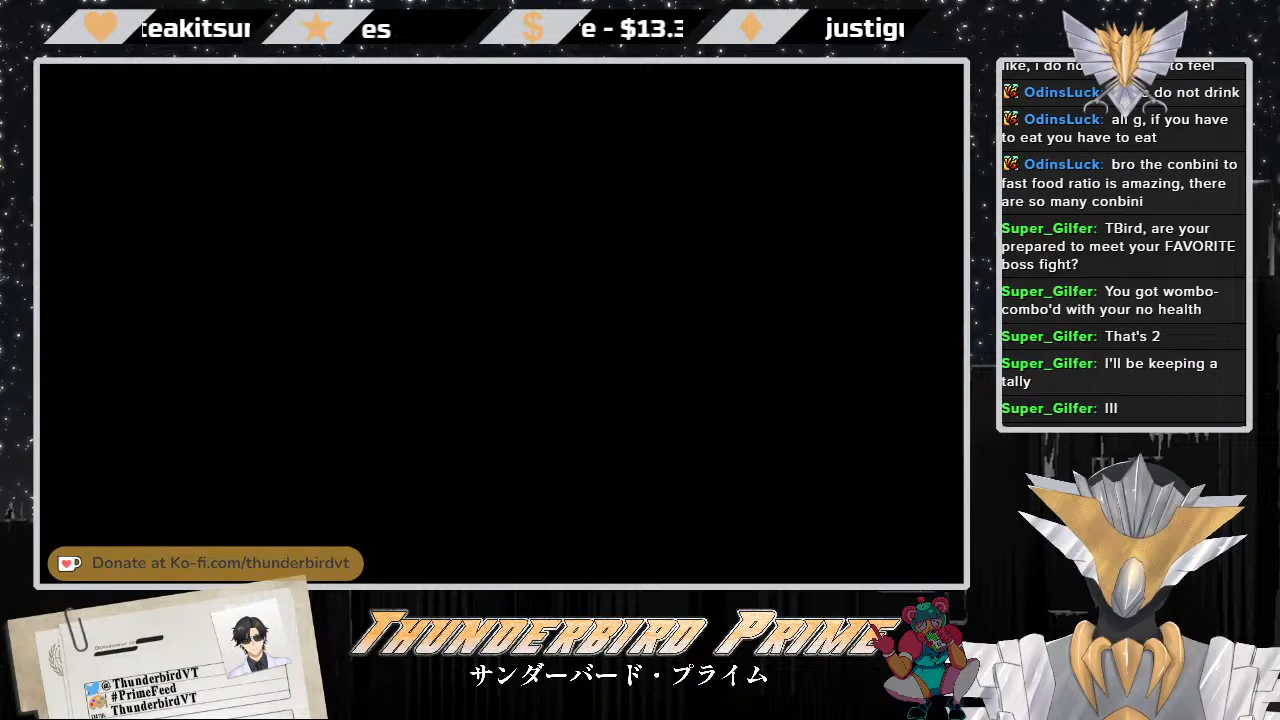 es
e - $13.3
like, I do no to feel
OdinsLuck: do not drink
OdinsLuck: all g, if you have
to eat you have to eat
OdinsLuck: bro the conbini to
fast food ratio is amazing, there
are so many conbini
Super_Gilfer: TBird, are your
prepared to meet your FAVORITE
boss fight?
Super_Gilfer: You got wombo-
combo'd with your no health
Super_Gilfer: That's 2
Super_Gilfer: I'll be keeping a
tally
Super_Gilfer: III
Donate at Ko-fi.com/thunderbirdvt
@ThunderbirdVT
#PrimeFeed
ThunderbirdVT
THUNDERBIRD PRIME
サンダーバード・プライム